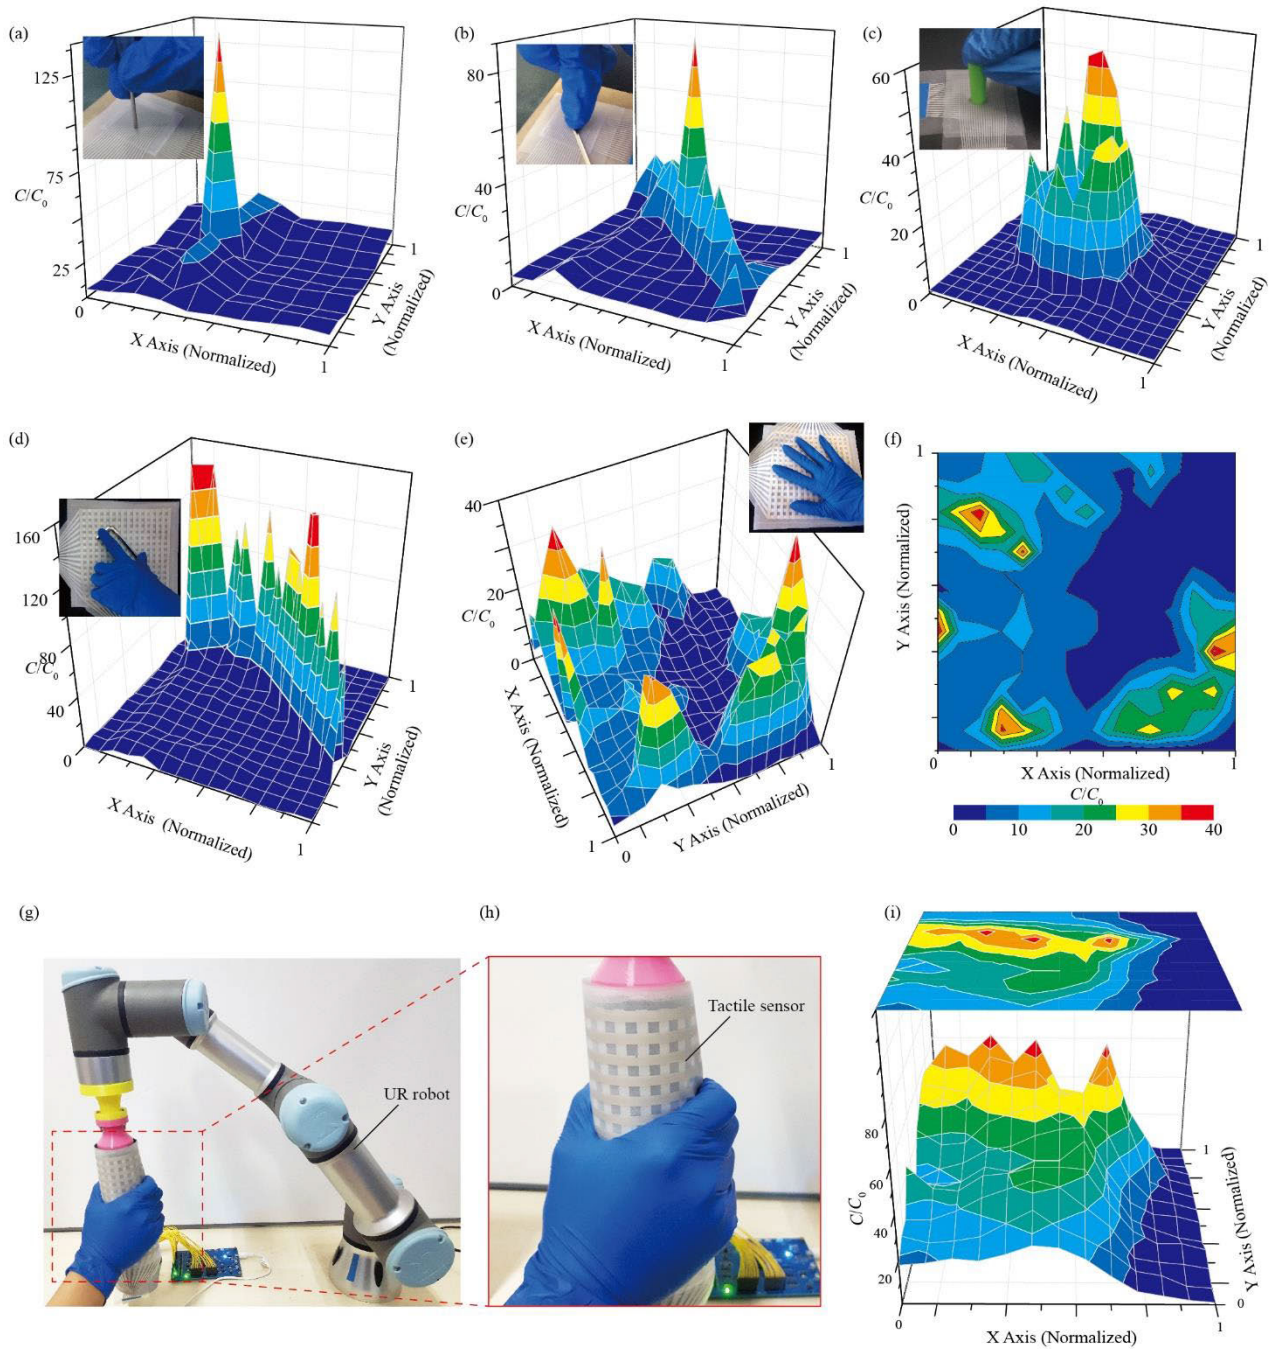 (a)
125
75
C/C0
25
0
X Axis (Normalized)
1
Y Axis
(Normalized)
1
(b)
80
40
C/C0
0
X Axis (Normalized)
1
Y Axis
(Normalized)
1
(c)
60
40
C/C0
20
0
X Axis (Normalized)
1
Y Axis
(Normalized)
1
(d)
160
120
80
C/C0
40
0
X Axis (Normalized)
1
Y Axis
(Normalized)
1
(e)
40
20
C/C0
0
X Axis (Normalized)
1
0
Y Axis (Normalized)
1
(f)
1
Y Axis (Normalized)
0
X Axis (Normalized)
1
C/C0
0
10
20
30
40
(g)
UR robot
(h)
Tactile sensor
(i)
80
60
C/C0
40
20
0
X Axis (Normalized)
1
0
Y Axis (Normalized)
1